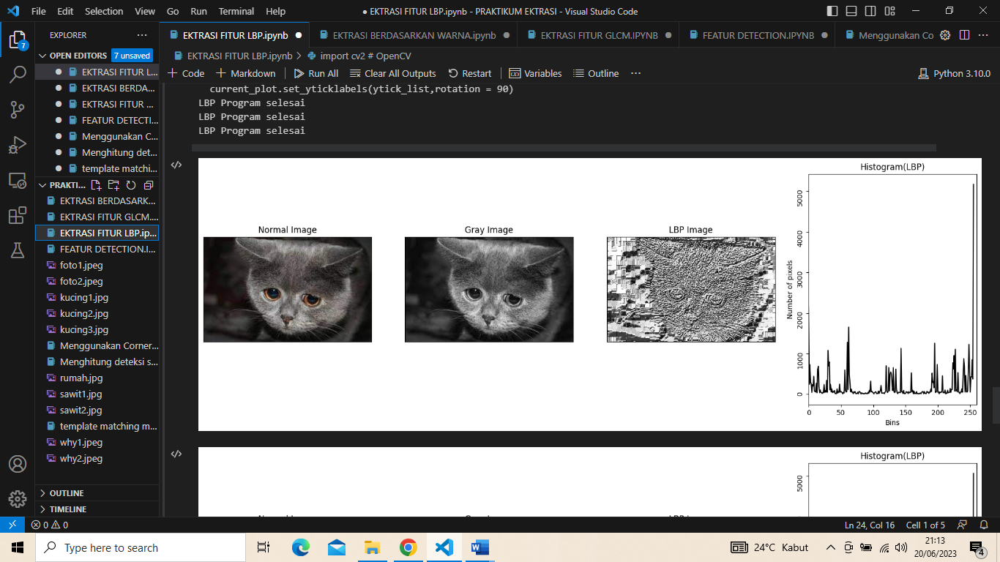 File Edit Selection View Go Run Terminal Help
● EKTRASI FITUR LBP.ipynb - PRAKTIKUM EKTRASI - Visual Studio Code
EXPLORER
OPEN EDITORS 7 unsaved
EKTRASI FITUR L...
EKTRASI BERDA...
EKTRASI FITUR ...
FEATUR DETECTI...
Menggunakan C...
Menghitung det...
template matchi...
PRAKTI...
EKTRASI BERDASARK...
EKTRASI FITUR GLCM....
EKTRASI FITUR LBP.ip...
FEATUR DETECTION.I...
foto1.jpeg
foto2.jpeg
kucing1.jpg
kucing2.jpg
kucing3.jpg
Menggunakan Corner...
Menghitung deteksi s...
rumah.jpg
sawit1.jpg
sawit2.jpg
template matching m...
why1.jpeg
why2.jpeg
OUTLINE
TIMELINE
7
EKTRASI FITUR LBP.ipynb ● EKTRASI BERDASARKAN WARNA.ipynb ● EKTRASI FITUR GLCM.IPYNB ● FEATUR DETECTION.IPYNB ● Menggunakan Co
EKTRASI FITUR LBP.ipynb > import cv2 # OpenCV
+ Code + Markdown | Run All Clear All Outputs Restart | Variables Outline ...
Python 3.10.0
current_plot.set_yticklabels(ytick_list,rotation = 90)
LBP Program selesai
LBP Program selesai
LBP Program selesai
Normal Image
Gray Image
LBP Image
Histogram(LBP)
Number of pixels
5000
4000
3000
2000
1000
0
0 50 100 150 200 250
Bins
Histogram(LBP)
5000
0 0
Ln 24, Col 16 Cell 1 of 5
Type here to search
24°C Kabut
21:13
20/06/2023
4